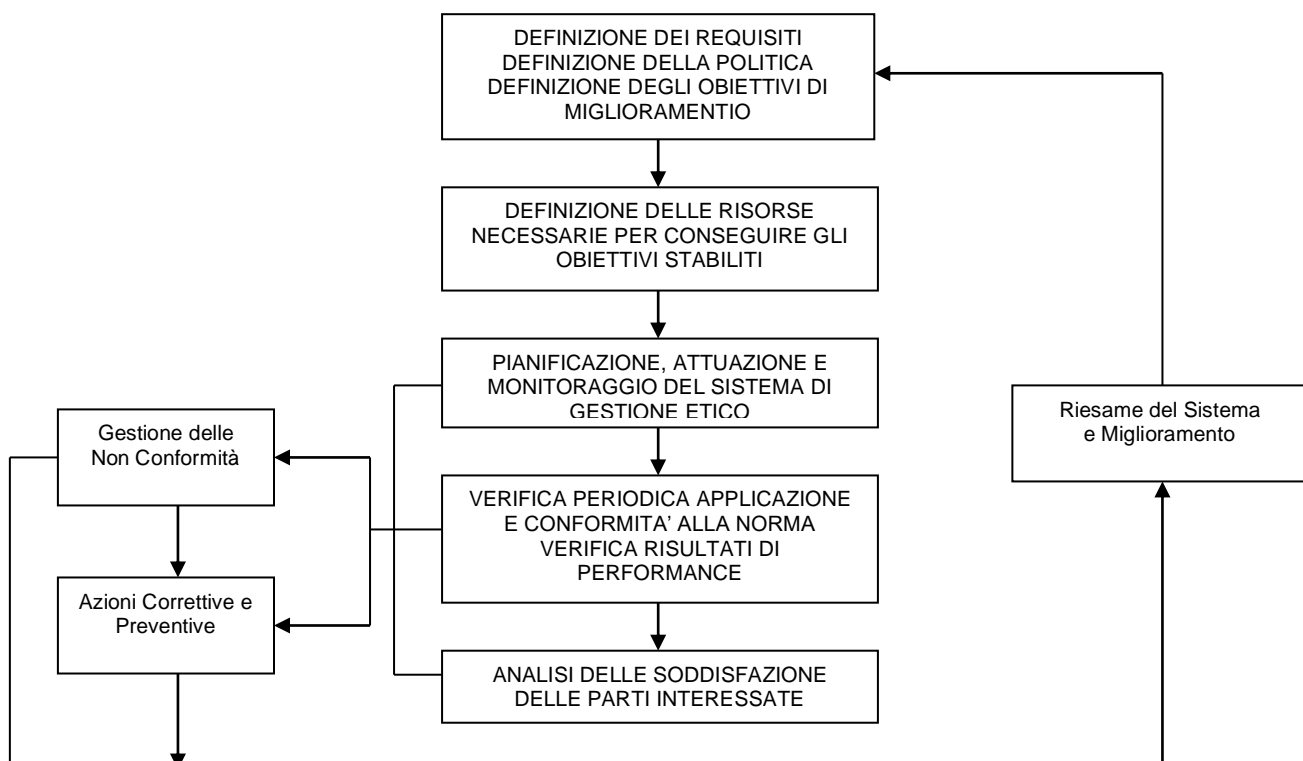 DEFINIZIONE DEI REQUISITI
DEFINIZIONE DELLA POLITICA
DEFINIZIONE DEGLI OBIETTIVI DI
MIGLIORAMENTIO
DEFINIZIONE DELLE RISORSE
NECESSARIE PER CONSEGUIRE GLI
OBIETTIVI STABILITI
PIANIFICAZIONE, ATTUAZIONE E
MONITORAGGIO DEL SISTEMA DI
GESTIONE ETICO
Riesame del Sistema
e Miglioramento
Gestione delle
Non Conformità
VERIFICA PERIODICA APPLICAZIONE
E CONFORMITA’ ALLA NORMA
VERIFICA RISULTATI DI
PERFORMANCE
Azioni Correttive e
Preventive
ANALISI DELLE SODDISFAZIONE
DELLE PARTI INTERESSATE